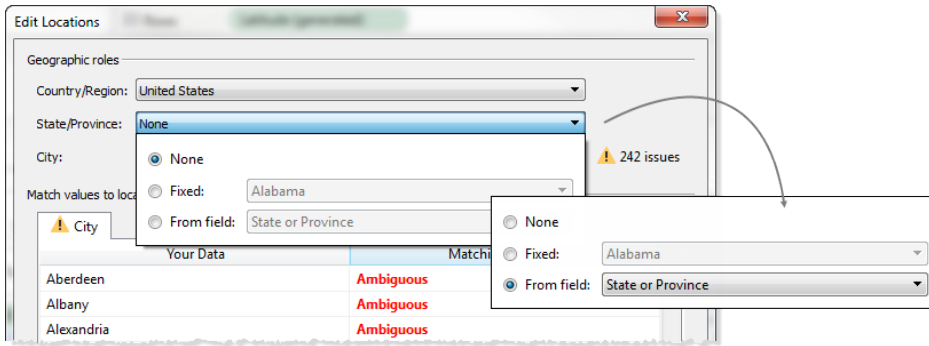 Edit Locations
Geographic roles
Country/Region: United States
State/Province: None
City: 242 issues
None
Fixed: Alabama
From field: State or Province
Match values to loca
City
Your Data Matchi
Aberdeen Ambiguous
Albany Ambiguous
Alexandria Ambiguous
None
Fixed: Alabama
From field: State or Province